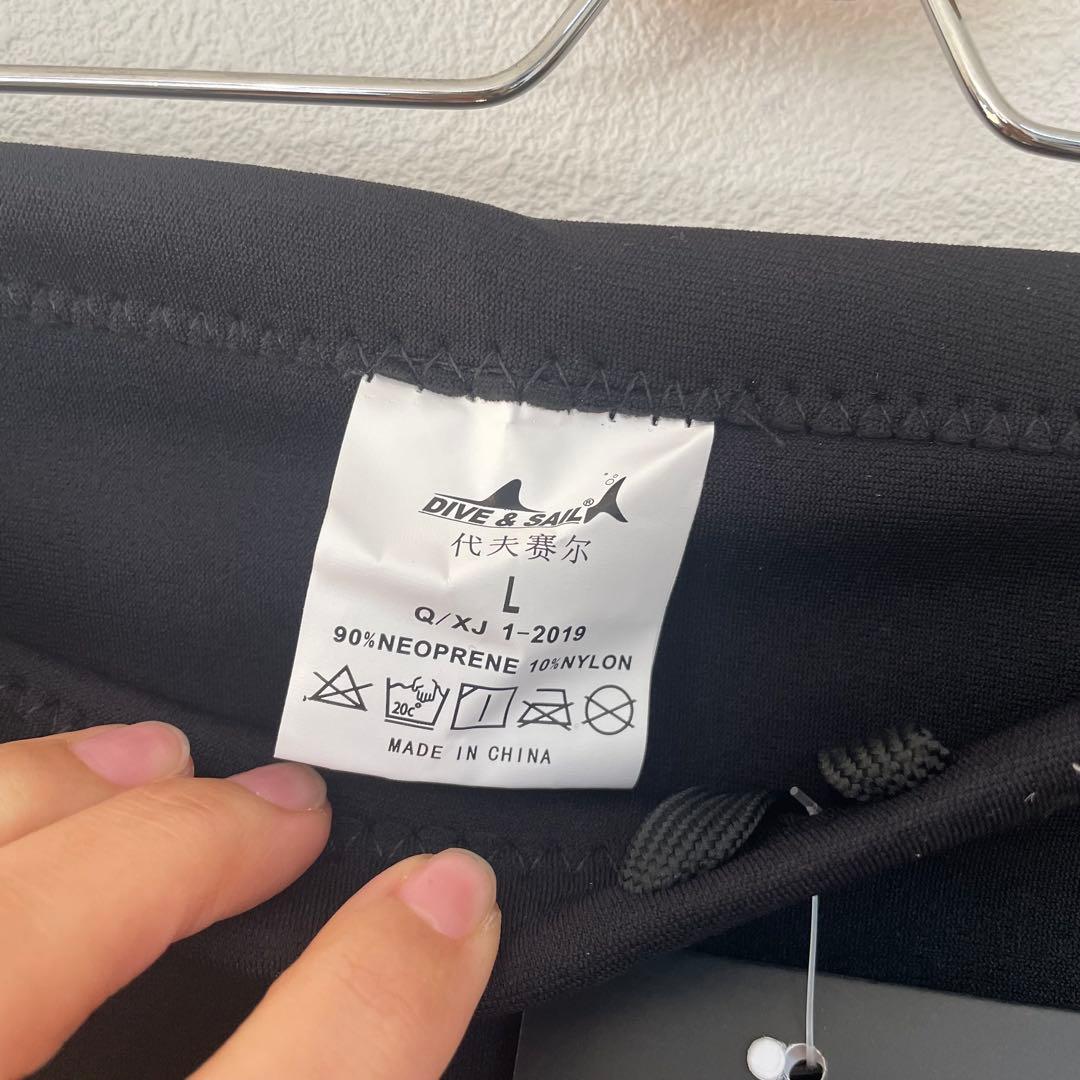 DIVE & SAIL®
代夫赛尔
L
Q/XJ 1-2019
90%NEOPRENE 10%NYLON
20c°
MADE IN CHINA